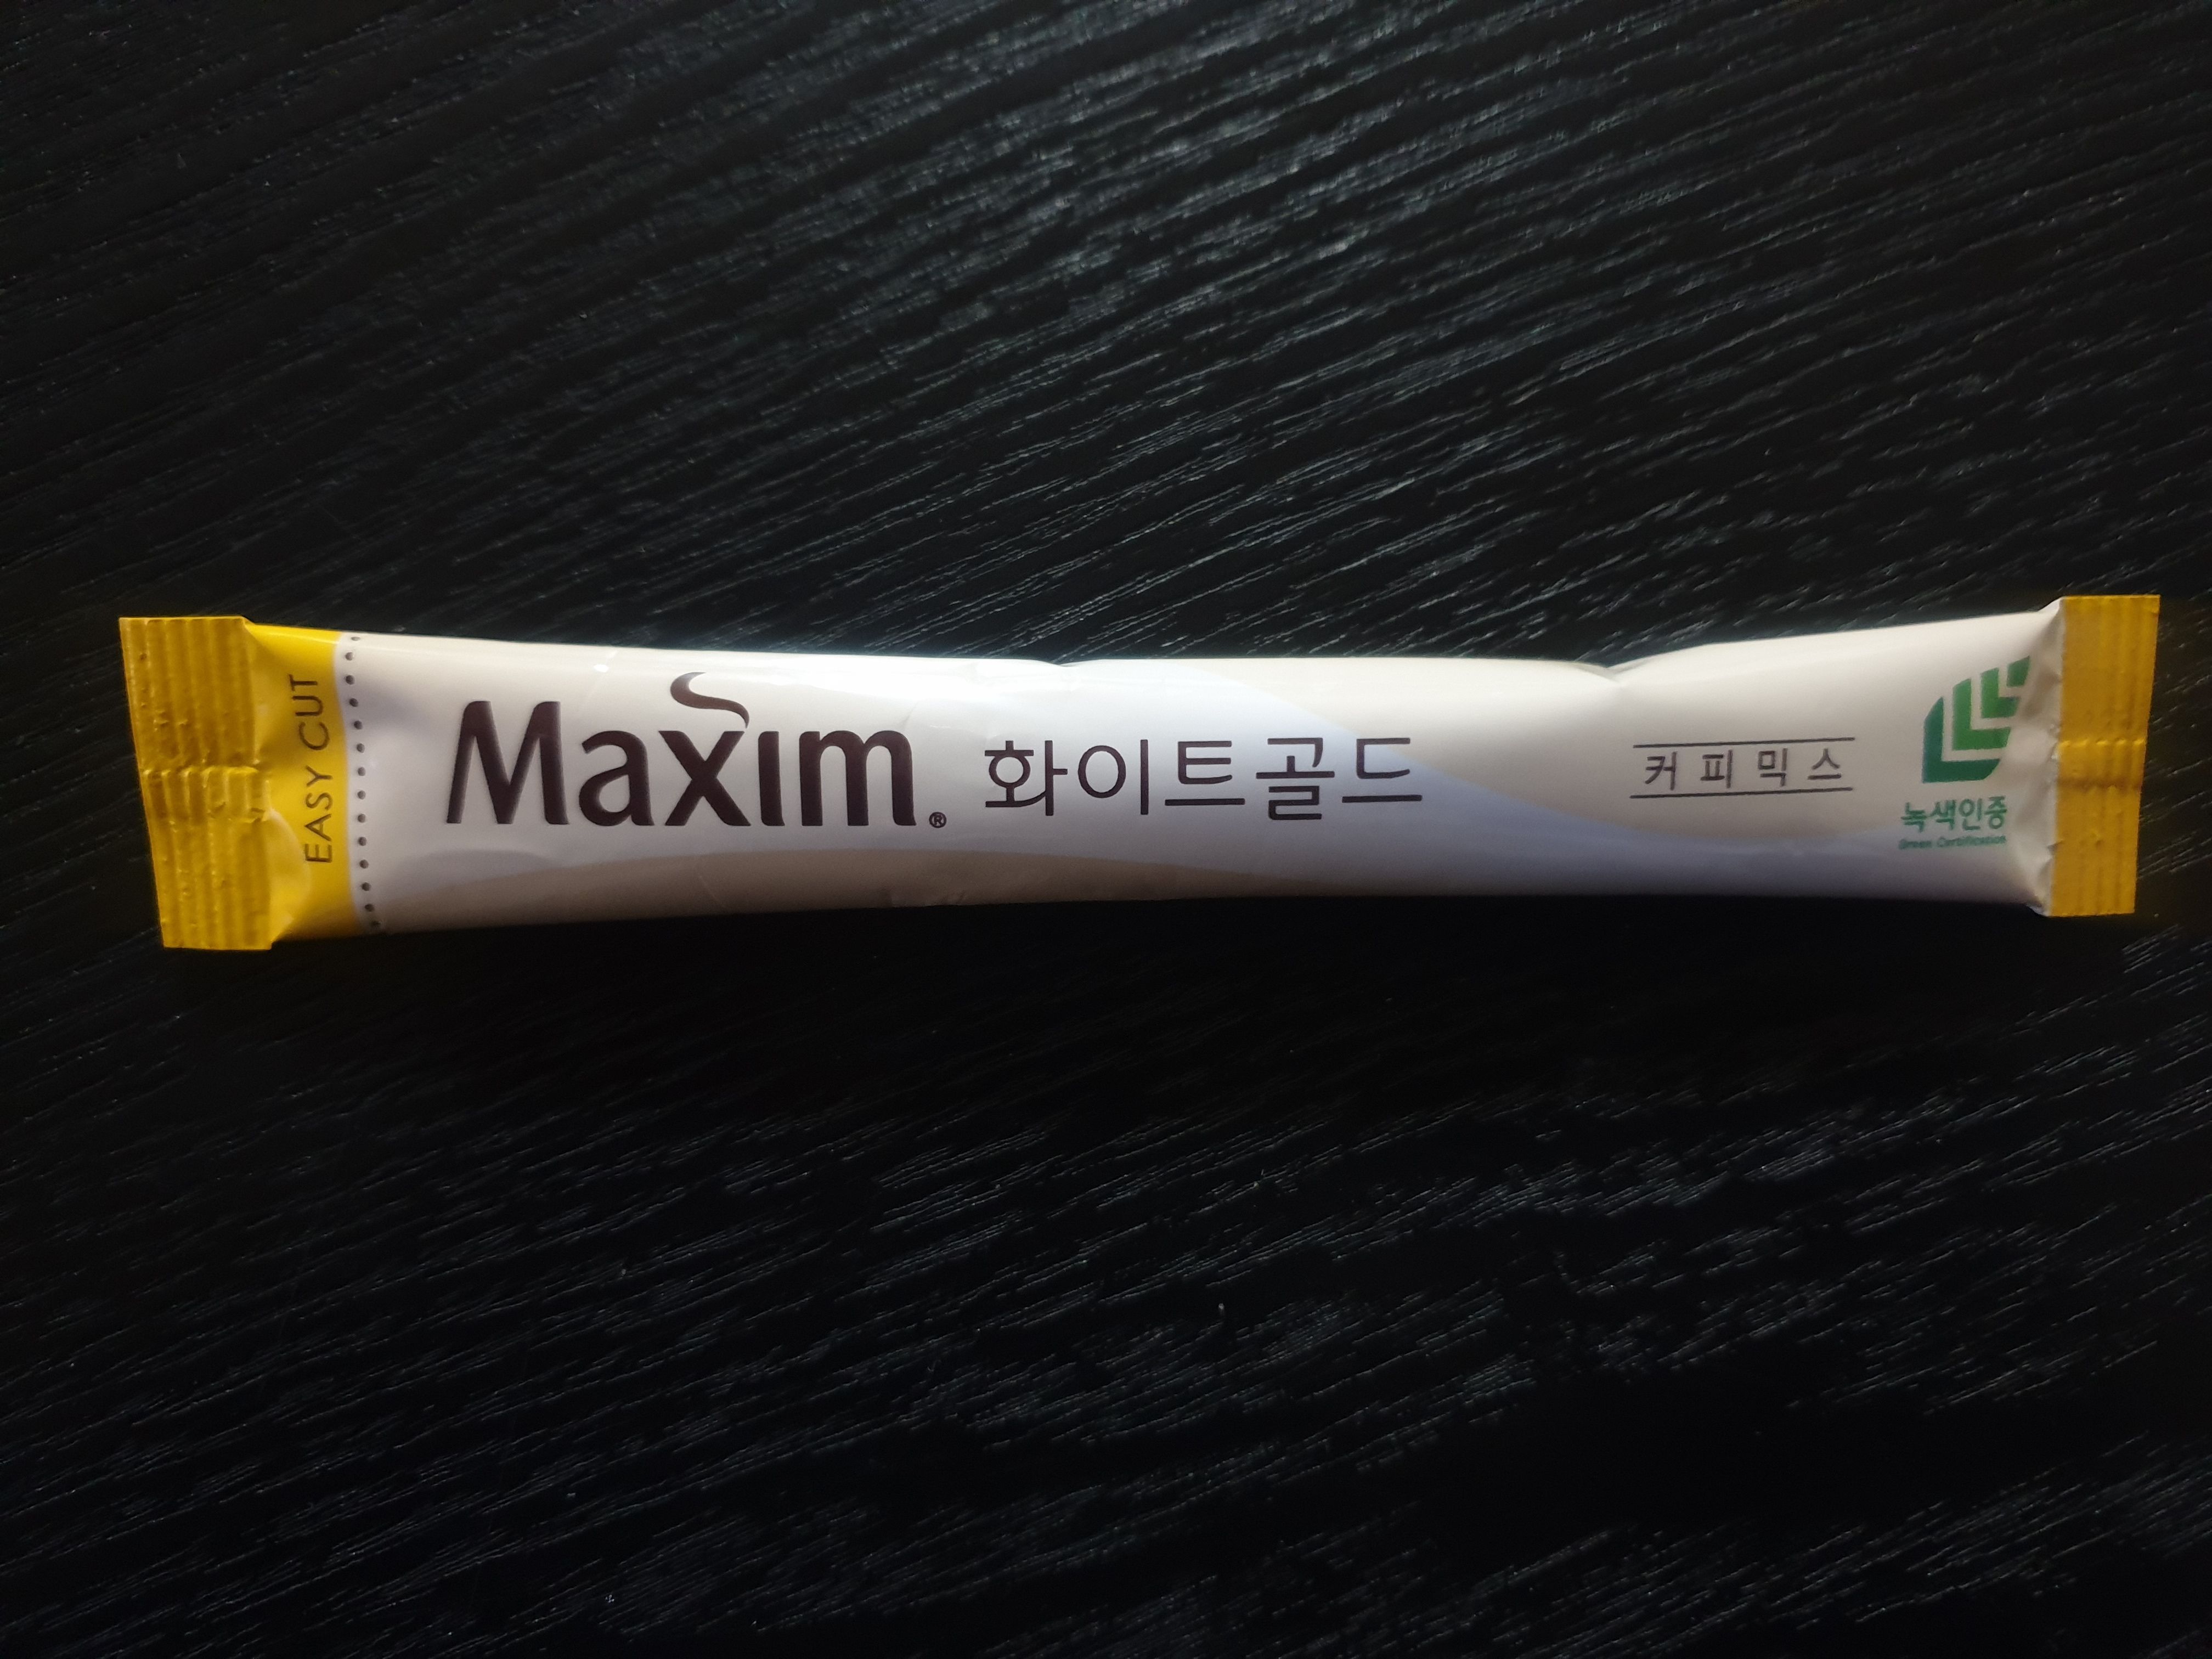 EASY CUT
Maxim® 화이트골드
커피믹스
녹색인증
Green Certification